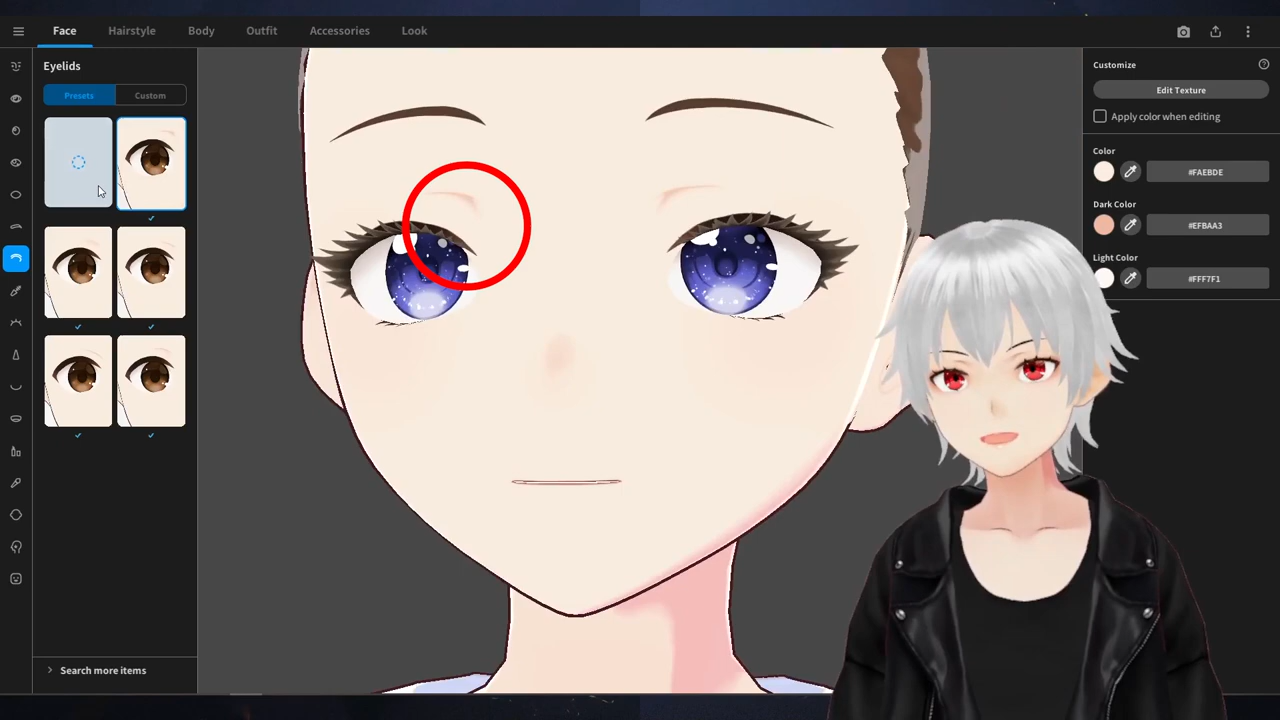 Face Hairstyle Body Outfit Accessories Look
Eyelids
Presets Custom
Search more items
Customize
Edit Texture
Apply color when editing
Color
#FAEBDE
Dark Color
#EFBAA3
Light Color
#FFF7F1